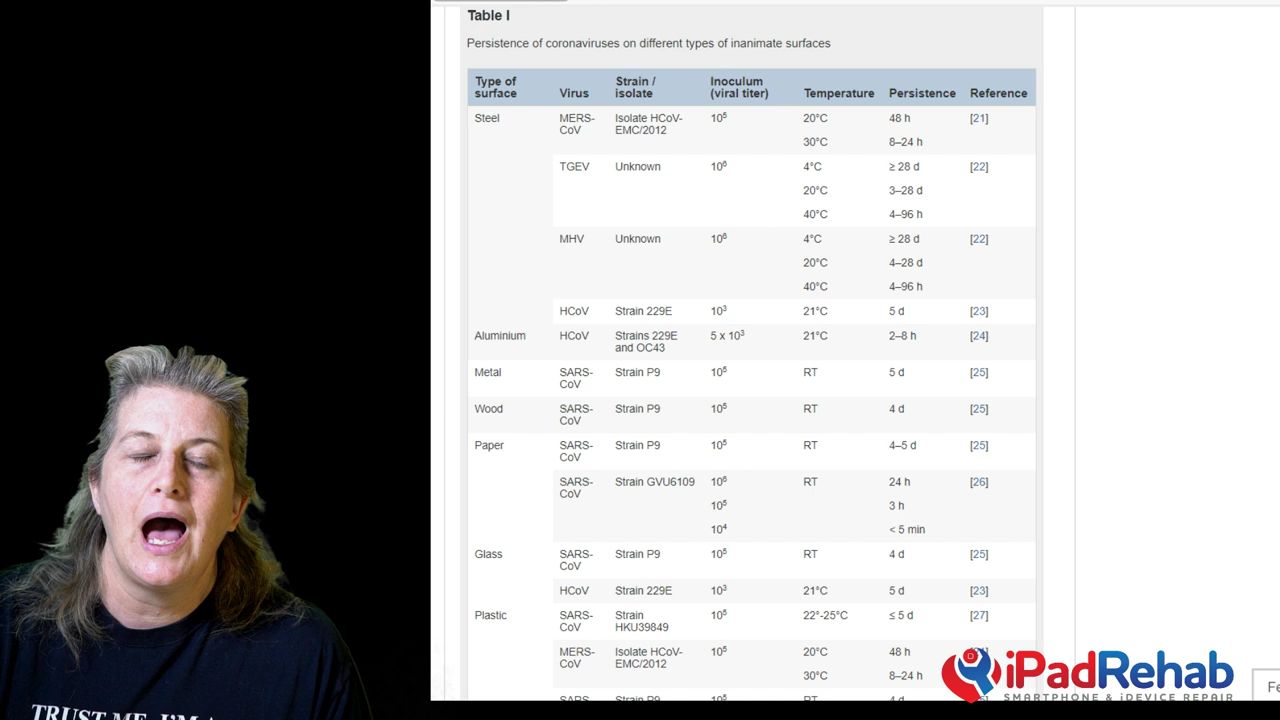 Table I
Persistence of coronaviruses on different types of inanimate surfaces
Type of surface Virus Strain / isolate Inoculum (viral titer) Temperature Persistence Reference
Steel MERS-CoV Isolate HCoV-EMC/2012 10⁵ 20°C 48 h [21]
30°C 8–24 h
TGEV Unknown 10⁶ 4°C ≥ 28 d [22]
20°C 3–28 d
40°C 4–96 h
MHV Unknown 10⁶ 4°C ≥ 28 d [22]
20°C 4–28 d
40°C 4–96 h
HCoV Strain 229E 10³ 21°C 5 d [23]
Aluminium HCoV Strains 229E and OC43 5 x 10³ 21°C 2–8 h [24]
Metal SARS-CoV Strain P9 10⁵ RT 5 d [25]
Wood SARS-CoV Strain P9 10⁵ RT 4 d [25]
Paper SARS-CoV Strain P9 10⁵ RT 4–5 d [25]
SARS-CoV Strain GVU6109 10⁶ RT 24 h [26]
10⁵ 3 h
10⁴ < 5 min
Glass SARS-CoV Strain P9 10⁵ RT 4 d [25]
HCoV Strain 229E 10³ 21°C 5 d [23]
Plastic SARS-CoV Strain HKU39849 10⁵ 22°-25°C ≤ 5 d [27]
MERS-CoV Isolate HCoV-EMC/2012 10⁵ 20°C 48 h
30°C 8–24 h
iPadRehab
SMARTPHONE & iDEVICE REPAIR
TRUST ME, I'M A
Fe